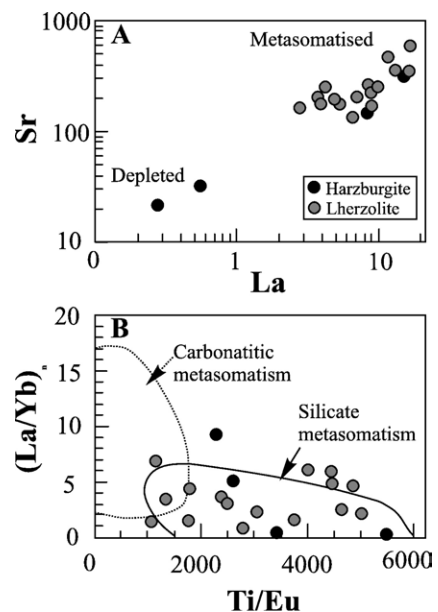 A
1000
Metasomatised
Sr
100
Depleted
Harzburgite
Lherzolite
10
0
1
10
La
B
20
Carbonatitic
metasomatism
15
(La/Yb)n
Silicate
metasomatism
10
5
0
0
2000
4000
6000
Ti/Eu